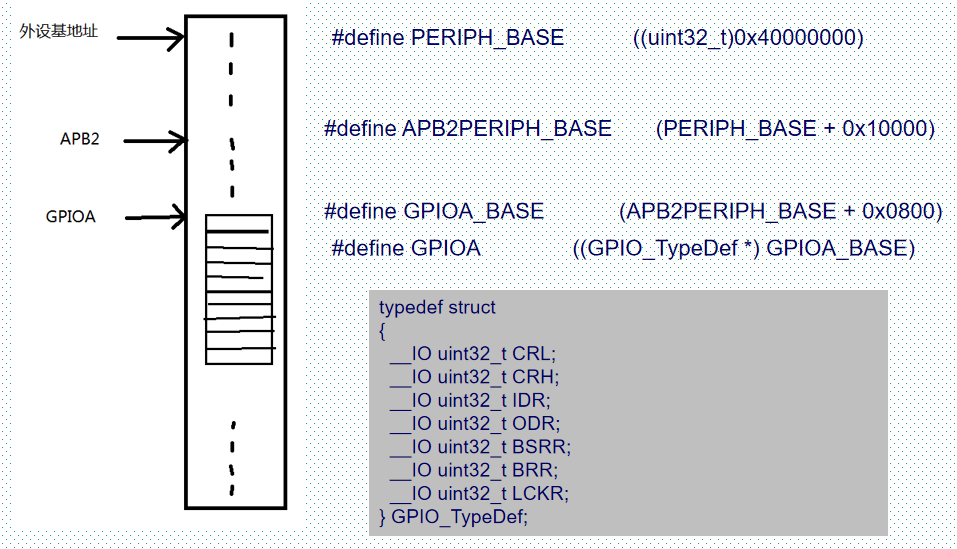 外设基地址
#define PERIPH_BASE ((uint32_t)0x40000000)
APB2
#define APB2PERIPH_BASE (PERIPH_BASE + 0x10000)
GPIOA
#define GPIOA_BASE (APB2PERIPH_BASE + 0x0800)
#define GPIOA ((GPIO_TypeDef *) GPIOA_BASE)
typedef struct
{
__IO uint32_t CRL;
__IO uint32_t CRH;
__IO uint32_t IDR;
__IO uint32_t ODR;
__IO uint32_t BSRR;
__IO uint32_t BRR;
__IO uint32_t LCKR;
} GPIO_TypeDef;